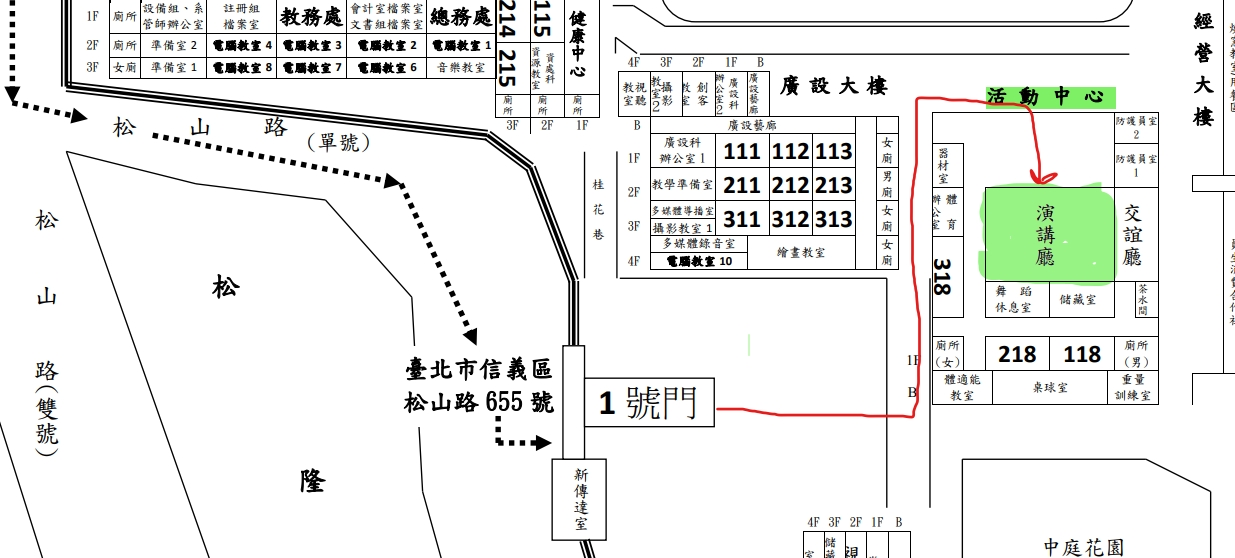 1F 廁所 設備組、系管師辦公室 註冊組檔案室 教務處 會計室檔案室 文書組檔案室 總務處
2F 廁所 準備室 2 電腦教室 4 電腦教室 3 電腦教室 2 電腦教室 1
3F 女廁 準備室 1 電腦教室 8 電腦教室 7 電腦教室 6 音樂教室
214 115 健康中心
215 資源教室 資處科
廁所 廁所 廁所
3F 2F 1F
松山路(單號)
松山路(雙號)
松
隆
桂花巷
4F 3F 2F 1F B
視聽教室 攝影教室2 創客教室 廣設科辦公室2 廣設藝廊
廣設大樓
B 廣設藝廊
1F 廣設科辦公室 1 111 112 113 女廁
2F 教學準備室 211 212 213 男廁
3F 多媒體導播室 攝影教室 1 311 312 313 女廁
4F 多媒體錄音室 電腦教室 10 繪畫教室 女廁
臺北市信義區
松山路 655 號
1 號門
新傳達室
活動中心
防護員室 2
防護員室 1
器材室
體育辦公室
318
演講廳
交誼廳
舞蹈休息室
儲藏室
茶水間
1F 廁所(女) 218 118 廁所(男)
B 體適能教室 桌球室 重量訓練室
經營大樓
4F 3F 2F 1F B
中庭花園